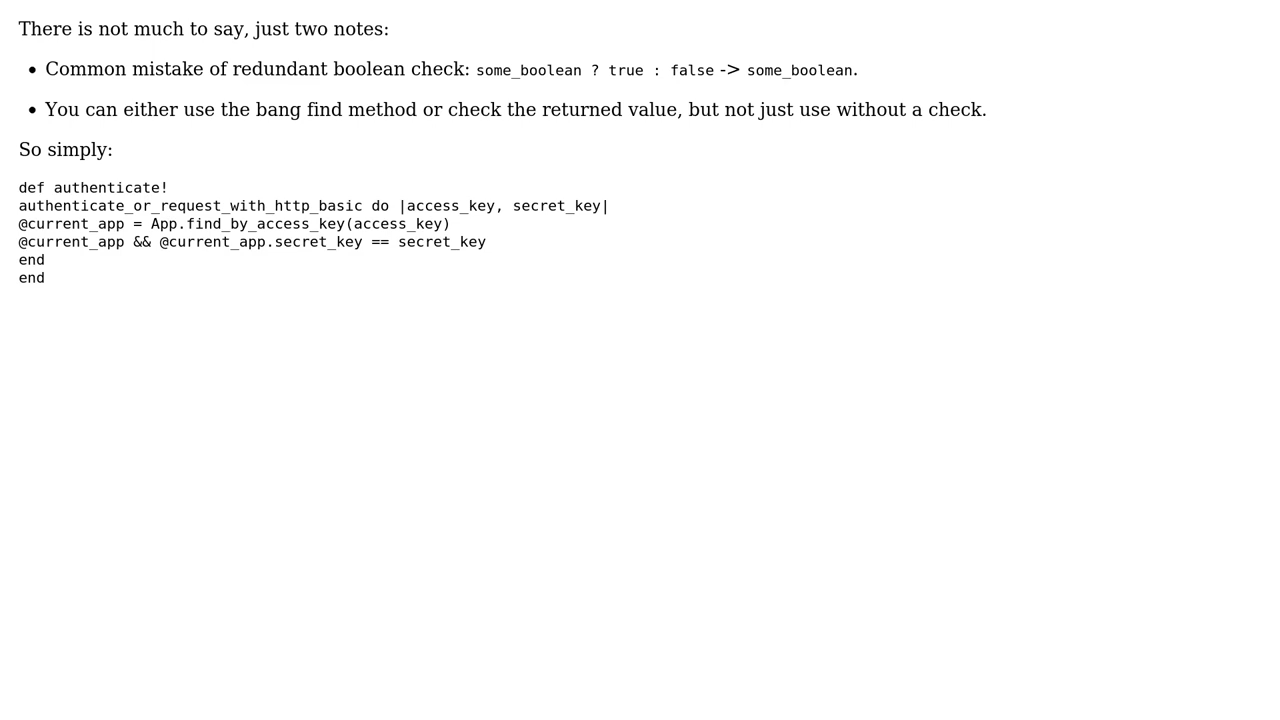 There is not much to say, just two notes:
• Common mistake of redundant boolean check: some_boolean ? true : false -> some_boolean.
• You can either use the bang find method or check the returned value, but not just use without a check.
So simply:
def authenticate!
authenticate_or_request_with_http_basic do |access_key, secret_key|
@current_app = App.find_by_access_key(access_key)
@current_app && @current_app.secret_key == secret_key
end
end